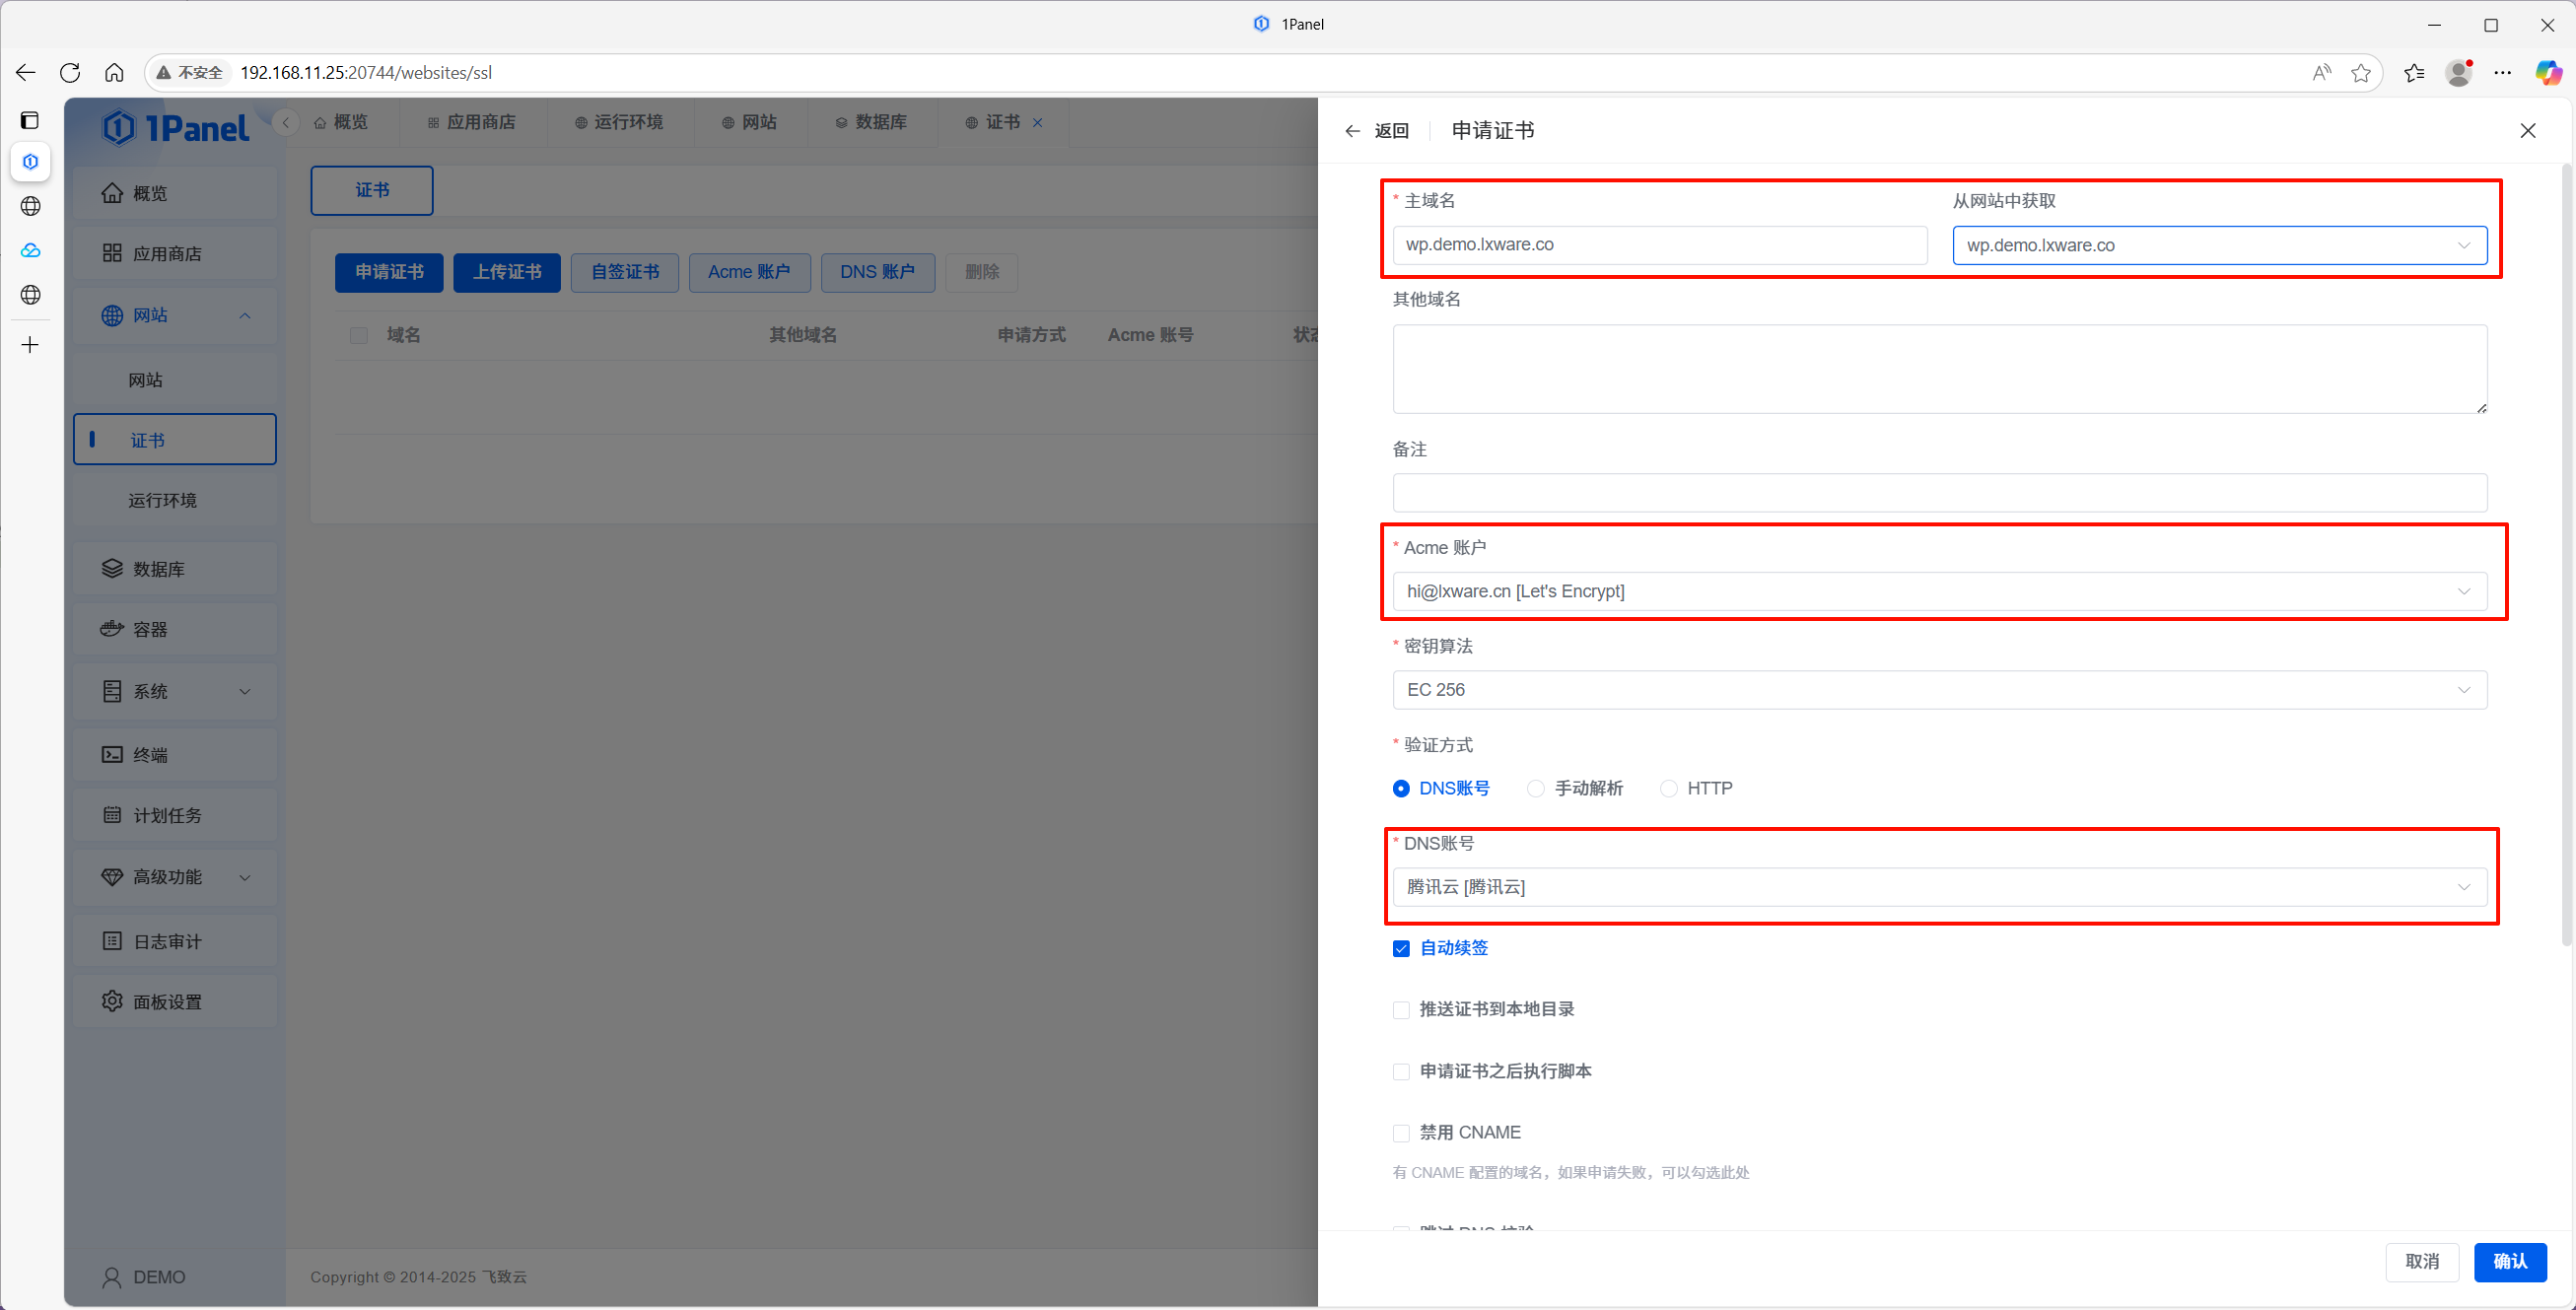 1Panel
不安全
192.168.11.25:20744/websites/ssl
1Panel
概览
应用商店
运行环境
网站
数据库
证书
概览
应用商店
网站
网站
证书
运行环境
数据库
容器
系统
终端
计划任务
高级功能
日志审计
面板设置
DEMO
证书
申请证书
上传证书
自签证书
Acme 账户
DNS 账户
删除
域名
其他域名
申请方式
Acme 账号
Copyright © 2014-2025 飞致云
返回
申请证书
* 主域名
从网站中获取
wp.demo.lxware.co
wp.demo.lxware.co
其他域名
备注
* Acme 账户
hi@lxware.cn [Let's Encrypt]
* 密钥算法
EC 256
* 验证方式
DNS账号
手动解析
HTTP
* DNS账号
腾讯云 [腾讯云]
自动续签
推送证书到本地目录
申请证书之后执行脚本
禁用 CNAME
有 CNAME 配置的域名，如果申请失败，可以勾选此处
取消
确认